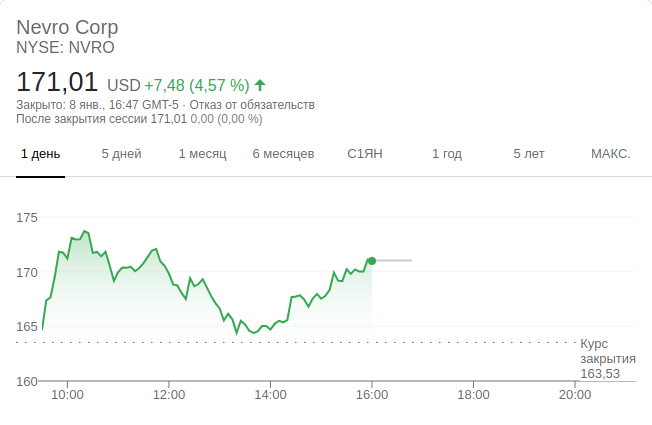 Nevro Corp
NYSE: NVRO
171,01 USD +7,48 (4,57 %)
Закрыто: 8 янв., 16:47 GMT-5 · Отказ от обязательств
После закрытия сессии 171,01 0,00 (0,00 %)
1 день 5 дней 1 месяц 6 месяцев С1ЯН 1 год 5 лет МАКС.
175
170
165
Курс
закрытия
163,53
160
10:00 12:00 14:00 16:00 18:00 20:00